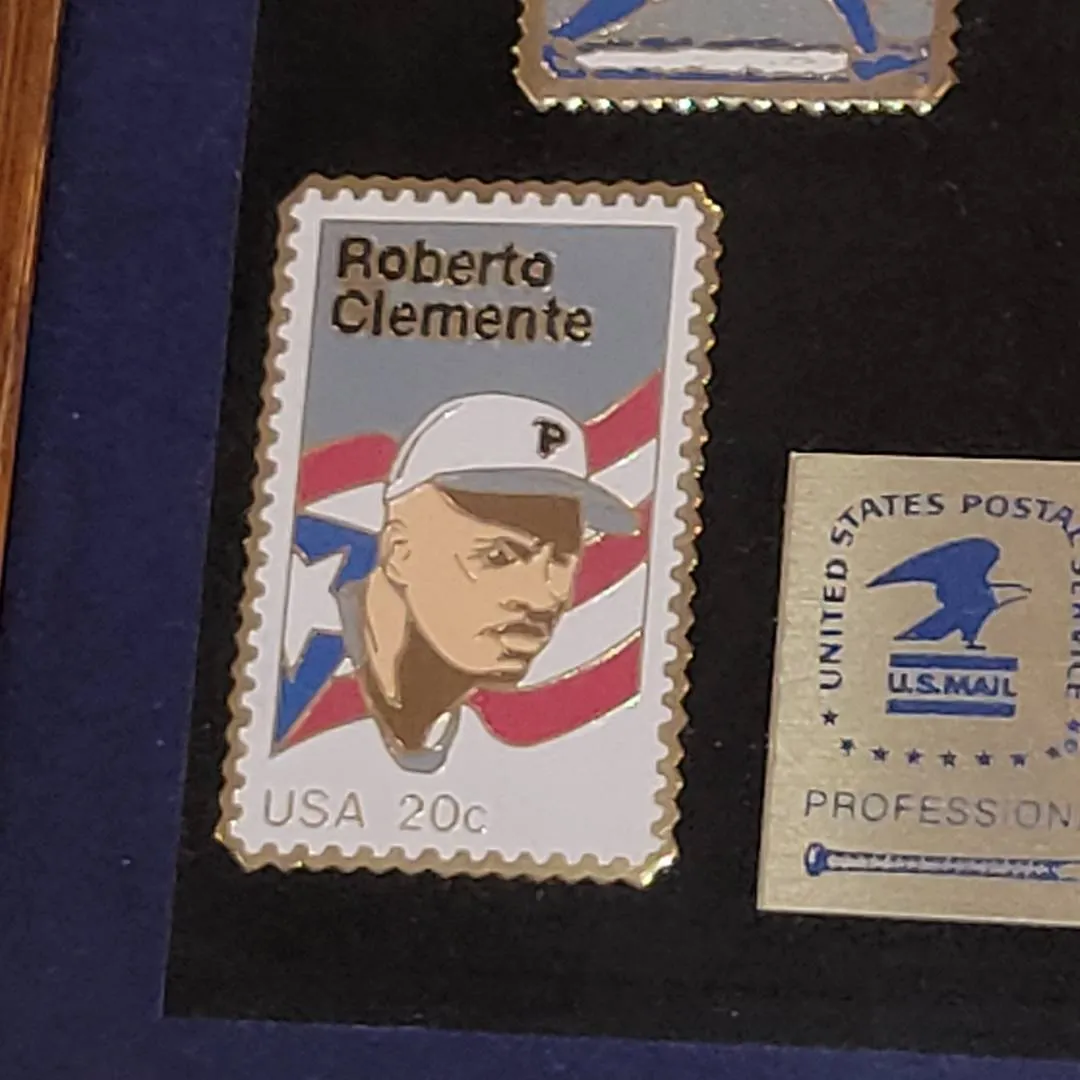 Roberto
Clemente
P
USA 20c
UNITED STATES POSTAL SERVICE
U.S.MAIL
PROFESSION